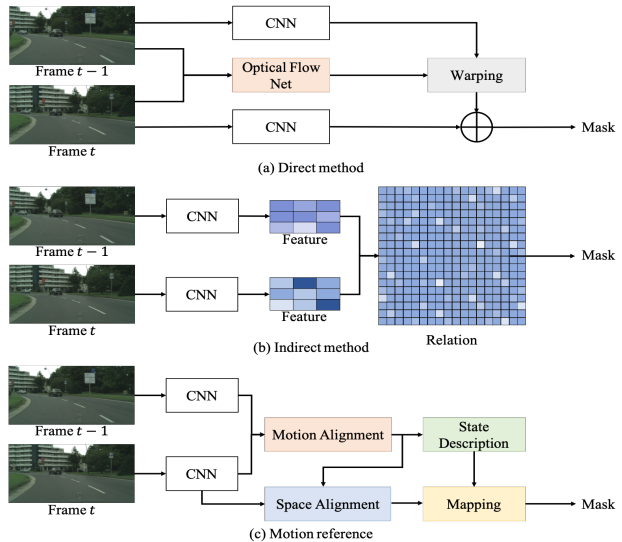 CNN
Frame t − 1
Optical Flow
Net
Warping
CNN
Mask
Frame t
(a) Direct method
CNN
Feature
Frame t − 1
Mask
CNN
Feature
Frame t
Relation
(b) Indirect method
CNN
Frame t − 1
Motion Alignment
State
Description
CNN
Space Alignment
Mapping
Mask
Frame t
(c) Motion reference